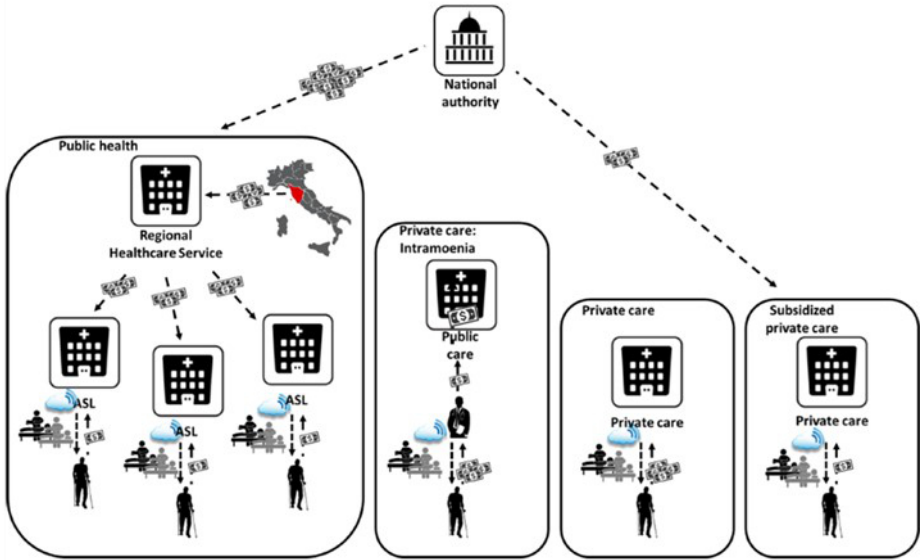 National
authority
Public health
Regional
Healthcare Service
ASL
ASL
ASL
Private care:
Intramoenia
Public
care
Private care
Private care
Subsidized
private care
Private care